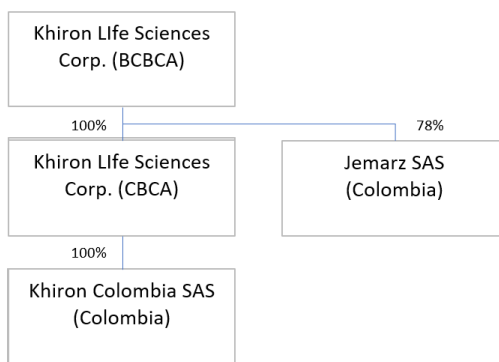 Khiron LIfe Sciences
Corp. (BCBCA)
100%
78%
Khiron LIfe Sciences
Corp. (CBCA)
Jemarz SAS
(Colombia)
100%
Khiron Colombia SAS
(Colombia)